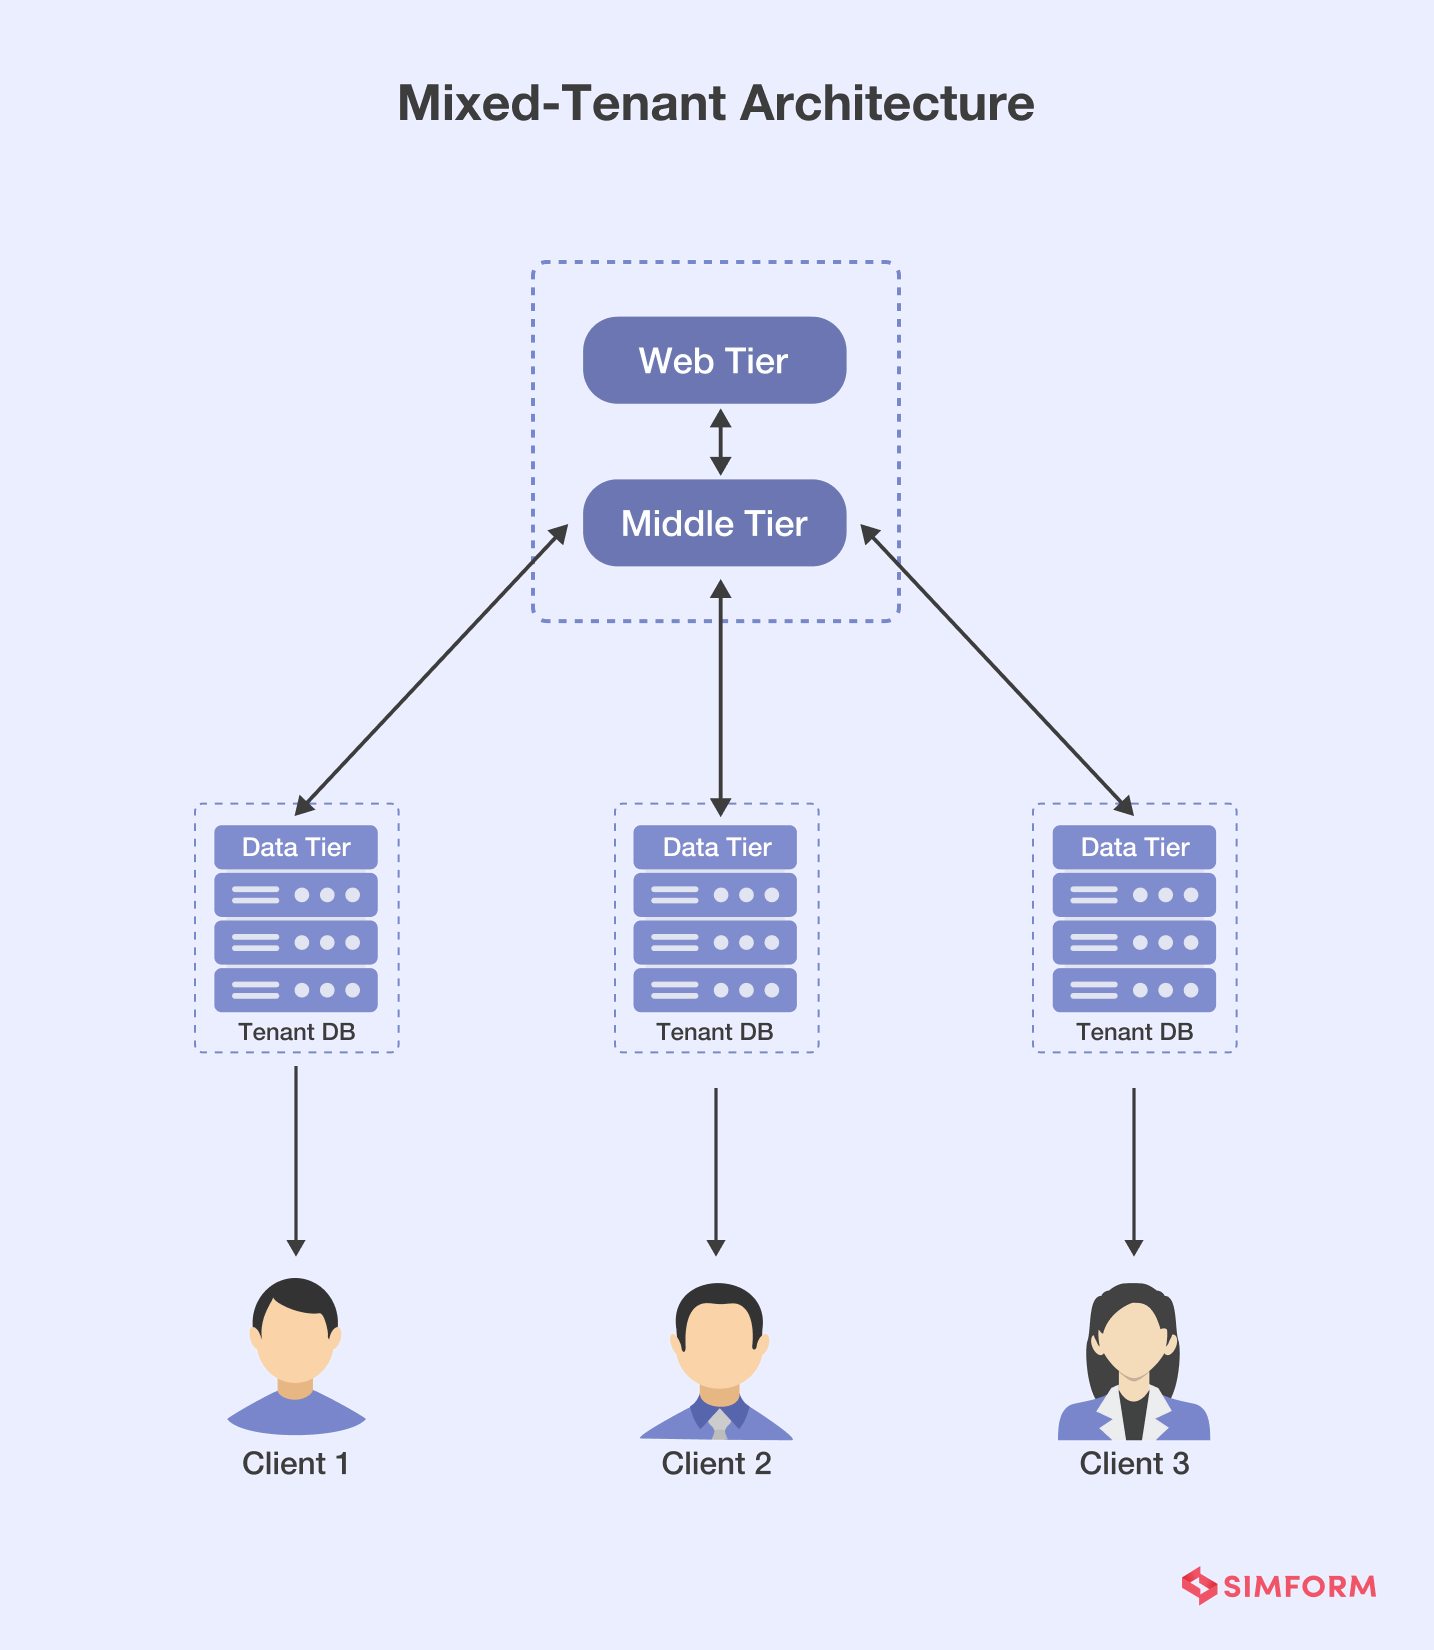 Mixed-Tenant Architecture
Web Tier
Middle Tier
Data Tier
Data Tier
Data Tier
Tenant DB
Tenant DB
Tenant DB
Client 1
Client 2
Client 3
SIMFORM